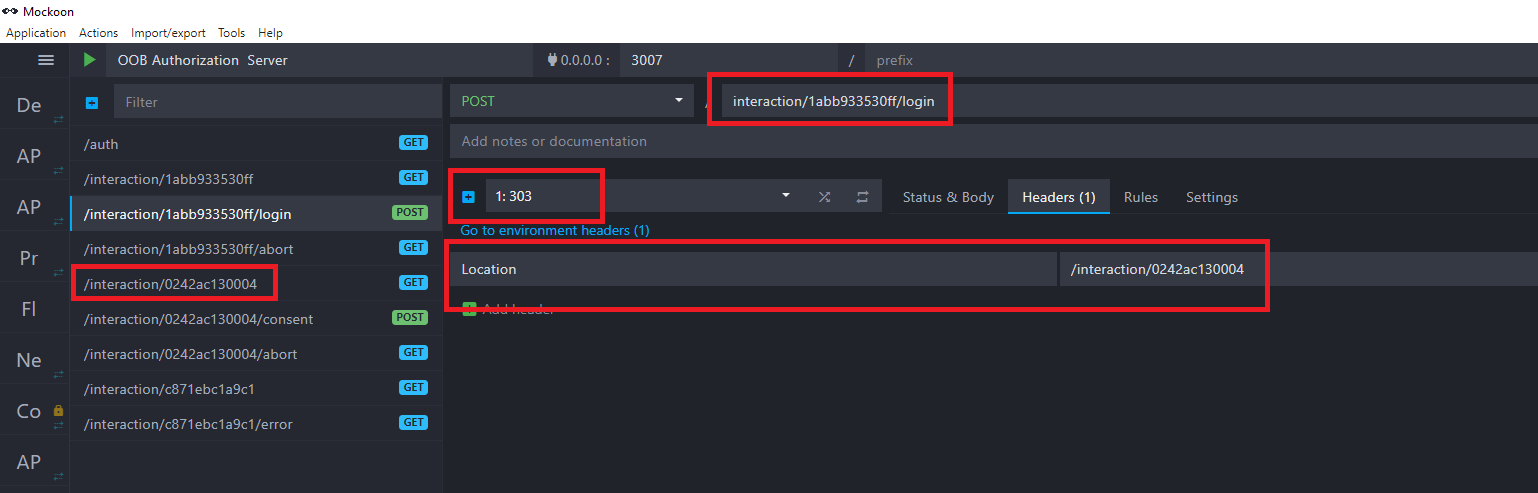 Mockoon
Application Actions Import/export Tools Help
OOB Authorization Server 0.0.0.0 : 3007 / prefix
De
AP
AP
Pr
Fl
Ne
Co
AP
Filter
/auth GET
/interaction/1abb933530ff GET
/interaction/1abb933530ff/login POST
/interaction/1abb933530ff/abort GET
/interaction/0242ac130004 GET
/interaction/0242ac130004/consent POST
/interaction/0242ac130004/abort GET
/interaction/c871ebc1a9c1 GET
/interaction/c871ebc1a9c1/error GET
POST / interaction/1abb933530ff/login
Add notes or documentation
1: 303 Status & Body Headers (1) Rules Settings
Go to environment headers (1)
Location /interaction/0242ac130004
Add header